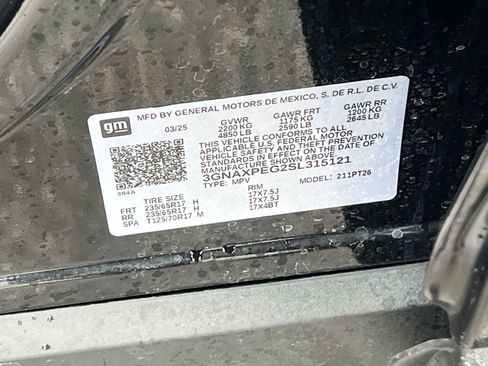 gm
MFD BY GENERAL MOTORS DE MEXICO, S. DE R.L. DE C.V.
03/25 GVWR GAWR FRT GAWR RR
2200 KG 1175 KG 1200 KG
4850 LB 2590 LB 2645 LB
THIS VEHICLE CONFORMS TO ALL
APPLICABLE U.S. FEDERAL MOTOR
VEHICLE SAFETY AND THEFT PREVENTION
STANDARDS IN EFFECT ON THE DATE
OF MANUFACTURE SHOWN ABOVE.
3GNAXPEG2SL315121
TYPE: MPV MODEL: 211PT26
384A
TIRE SIZE RIM
FRT 235/65R17 H 17X7.5J
RR 235/65R17 H 17X7.5J
SPA T125/70R17 M 17X4BT